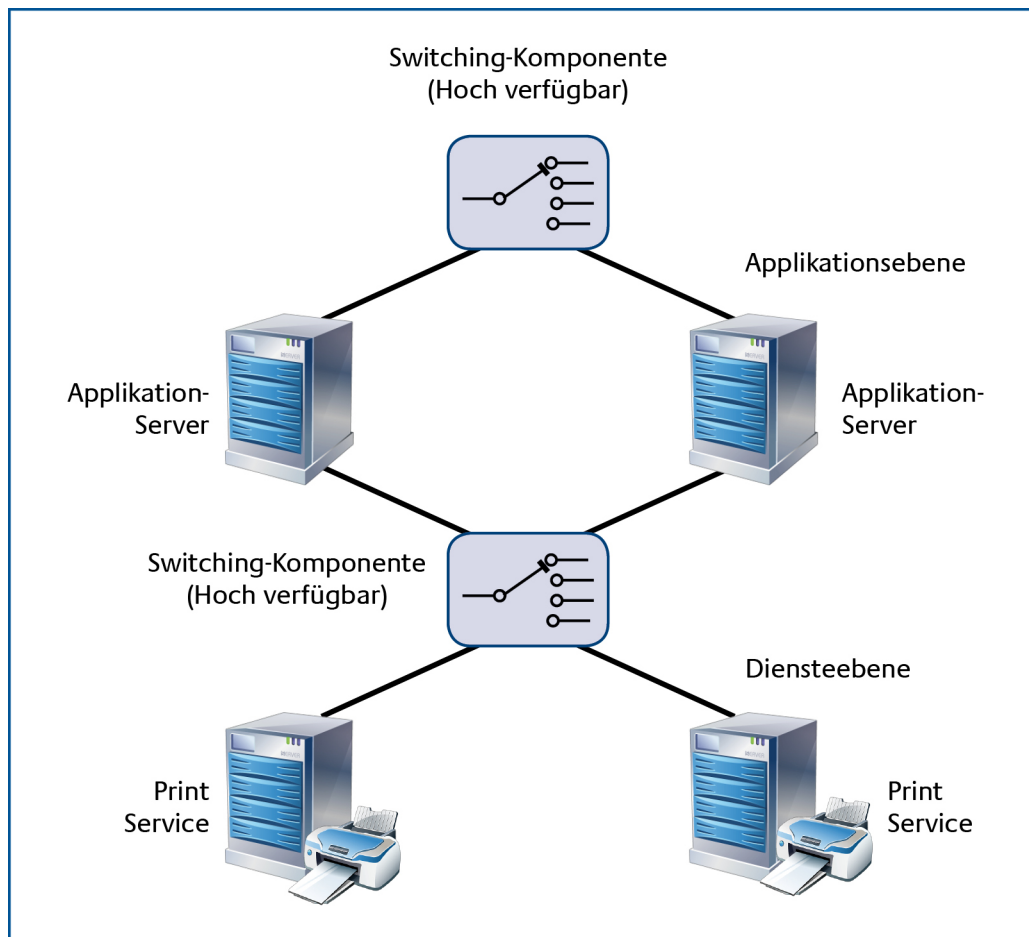 Switching-Komponente
(Hoch verfügbar)
Applikationsebene
Applikation-
Server
Applikation-
Server
Switching-Komponente
(Hoch verfügbar)
Diensteebene
Print
Service
Print
Service